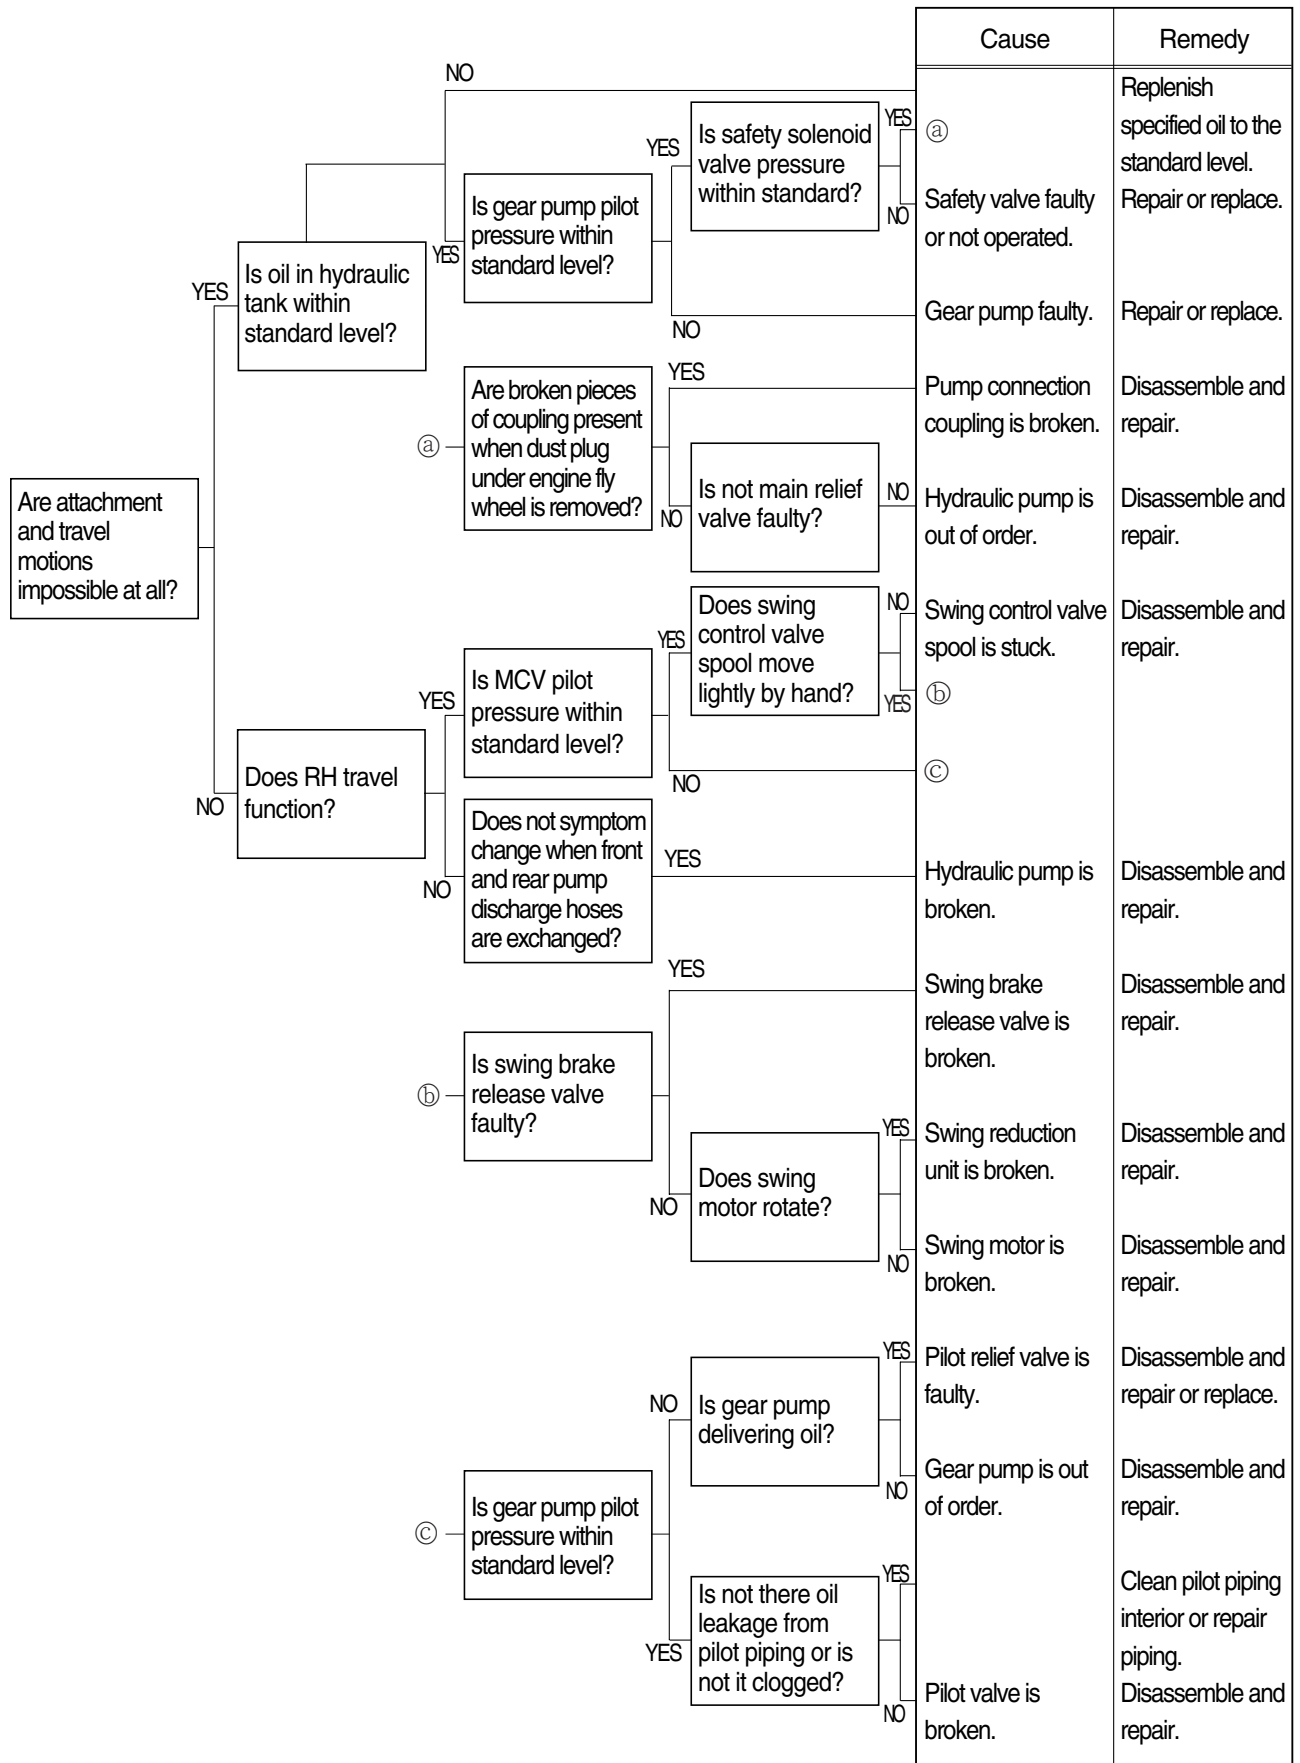 Cause
Remedy
NO
Replenish
specified oil to the
standard level.
YES
Is safety solenoid
valve pressure
within standard?
YES
ⓐ
NO
Safety valve faulty
or not operated.
Repair or replace.
Is gear pump pilot
pressure within
standard level?
YES
YES
Is oil in hydraulic
tank within
standard level?
NO
Gear pump faulty.
Repair or replace.
ⓐ
Are broken pieces
of coupling present
when dust plug
under engine fly
wheel is removed?
YES
Pump connection
coupling is broken.
Disassemble and
repair.
NO
Is not main relief
valve faulty?
NO
Hydraulic pump is
out of order.
Disassemble and
repair.
Are attachment
and travel
motions
impossible at all?
Does swing
control valve
spool move
lightly by hand?
NO
Swing control valve
spool is stuck.
Disassemble and
repair.
YES
YES
ⓑ
YES
Is MCV pilot
pressure within
standard level?
NO
ⓒ
NO
Does RH travel
function?
NO
Does not symptom
change when front
and rear pump
discharge hoses
are exchanged?
YES
Hydraulic pump is
broken.
Disassemble and
repair.
YES
Swing brake
release valve is
broken.
Disassemble and
repair.
ⓑ
Is swing brake
release valve
faulty?
NO
Does swing
motor rotate?
YES
Swing reduction
unit is broken.
Disassemble and
repair.
NO
Swing motor is
broken.
Disassemble and
repair.
NO
Is gear pump
delivering oil?
YES
Pilot relief valve is
faulty.
Disassemble and
repair or replace.
NO
Gear pump is out
of order.
Disassemble and
repair.
ⓒ
Is gear pump pilot
pressure within
standard level?
YES
Is not there oil
leakage from
pilot piping or is
not it clogged?
YES
Clean pilot piping
interior or repair
piping.
NO
Pilot valve is
broken.
Disassemble and
repair.